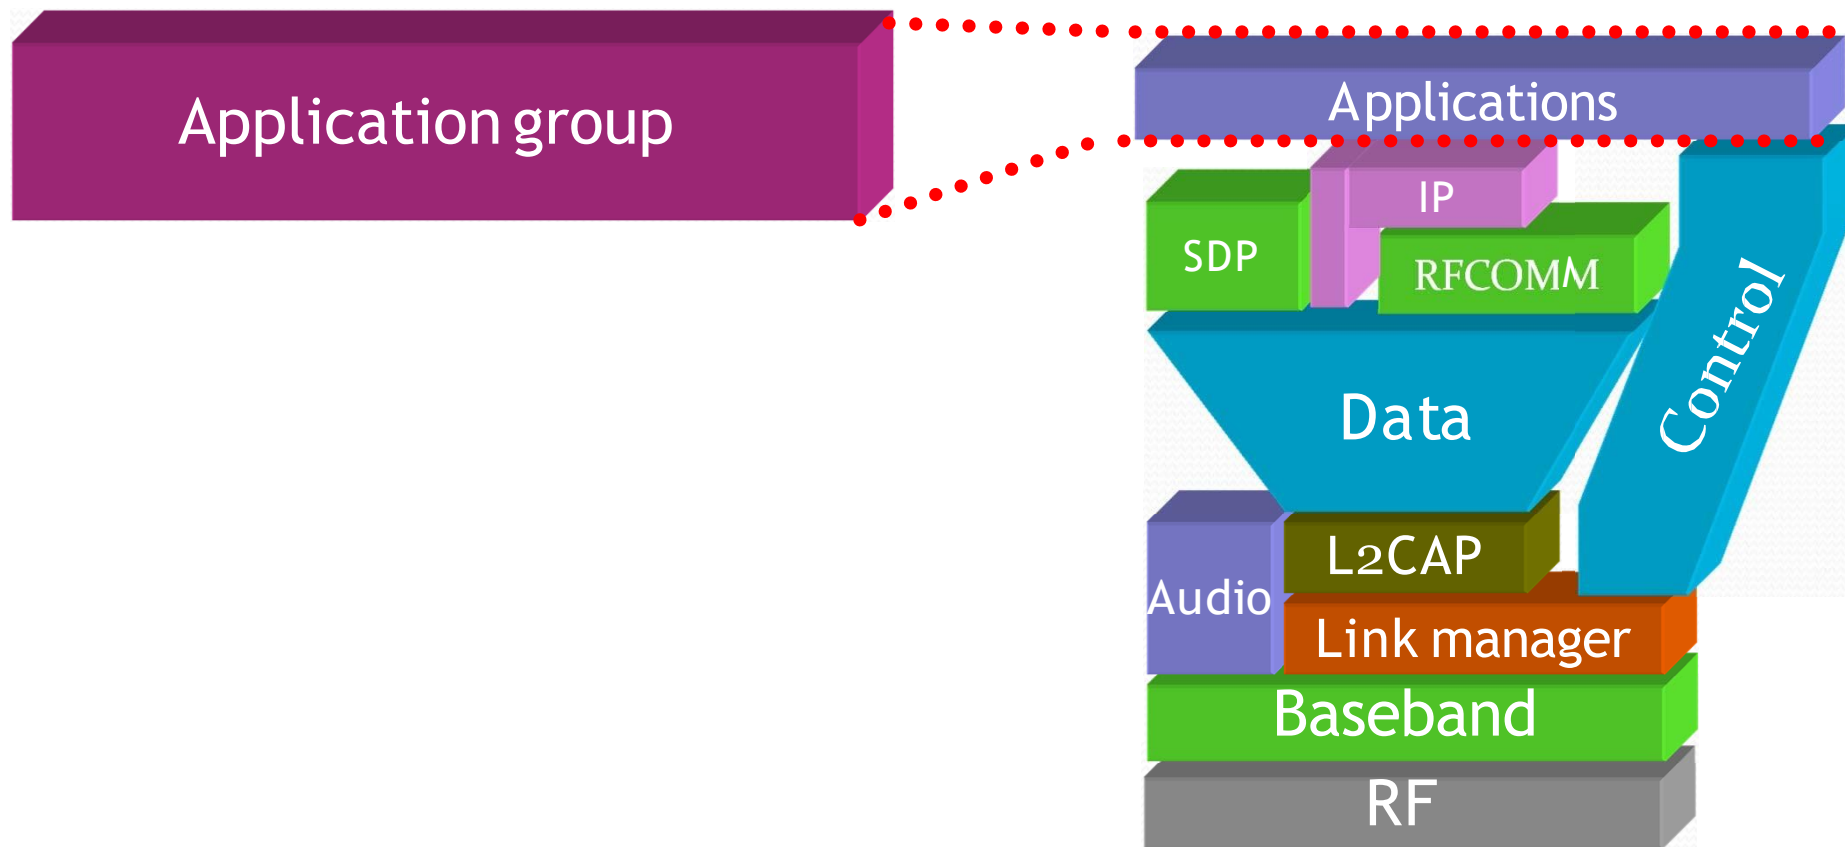 Application group
Applications
IP
SDP
RFCOMM
Control
Data
L2CAP
Audio
Link manager
Baseband
RF